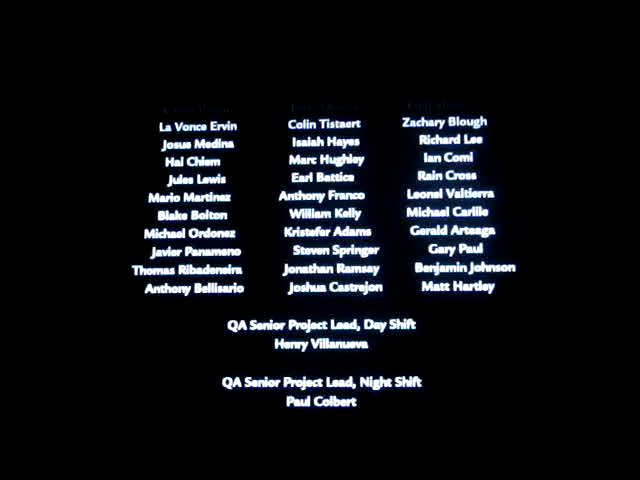 La Vonce Ervin Colin Tistaert Zachary Blough
Josue Medina Isaiah Hayes Richard Lee
Hai Chiem Marc Hughley Ian Comi
Jules Lewis Earl Battice Rain Cross
Mario Martinez Anthony Franco Leonel Valtierra
Blake Bolton William Kelly Michael Carlile
Michael Ordonez Kristefer Adams Gerald Arteaga
Javier Panameno Steven Springer Gary Paul
Thomas Ribadeneira Jonathan Ramsay Benjamin Johnson
Anthony Bellisario Joshua Castrejon Matt Hartley
QA Senior Project Lead, Day Shift
Henry Villanueva
QA Senior Project Lead, Night Shift
Paul Colbert